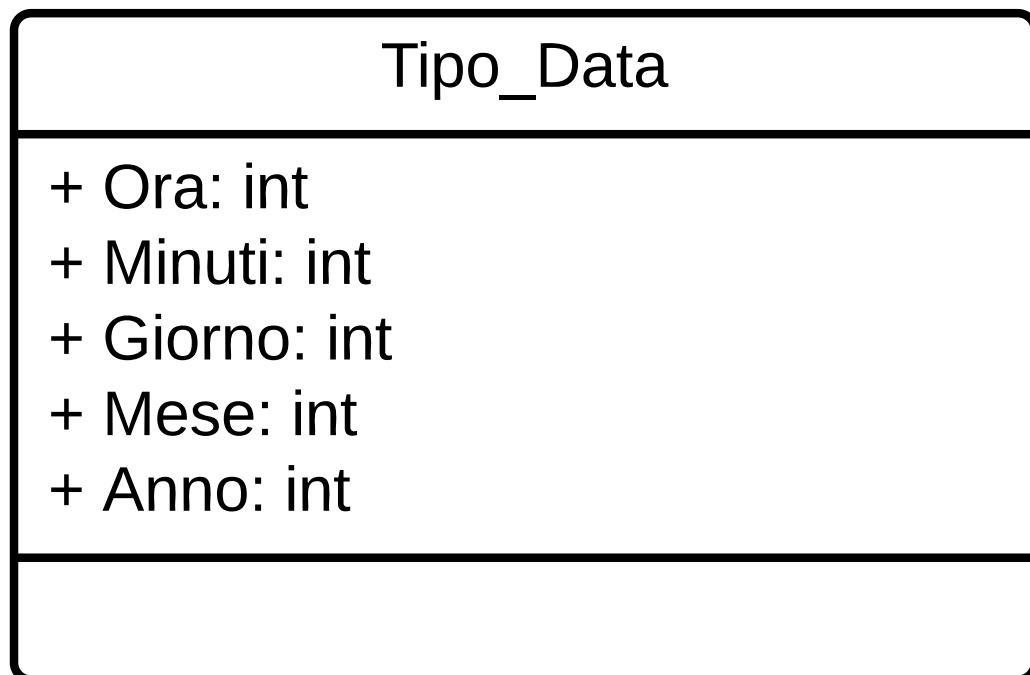 Tipo_Data
+ Ora: int
+ Minuti: int
+ Giorno: int
+ Mese: int
+ Anno: int